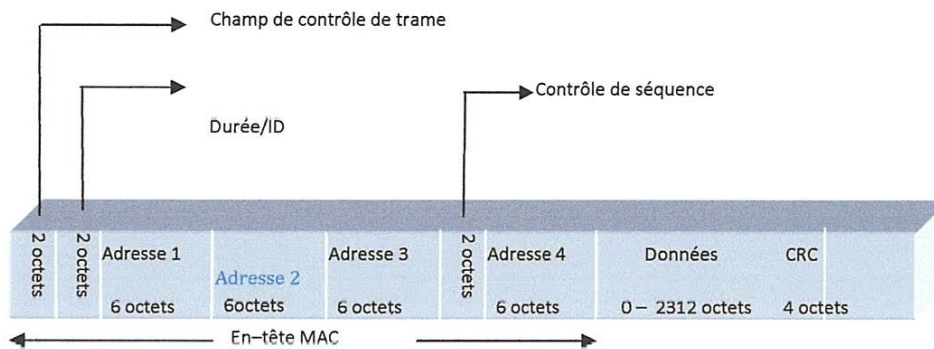 Champ de contrôle de trame
Contrôle de séquence
Durée/ID
2 octets
2 octets
Adresse 1
6 octets
Adresse 2
6octets
Adresse 3
6 octets
2 octets
Adresse 4
6 octets
Données
0 – 2312 octets
CRC
4 octets
En–tête MAC